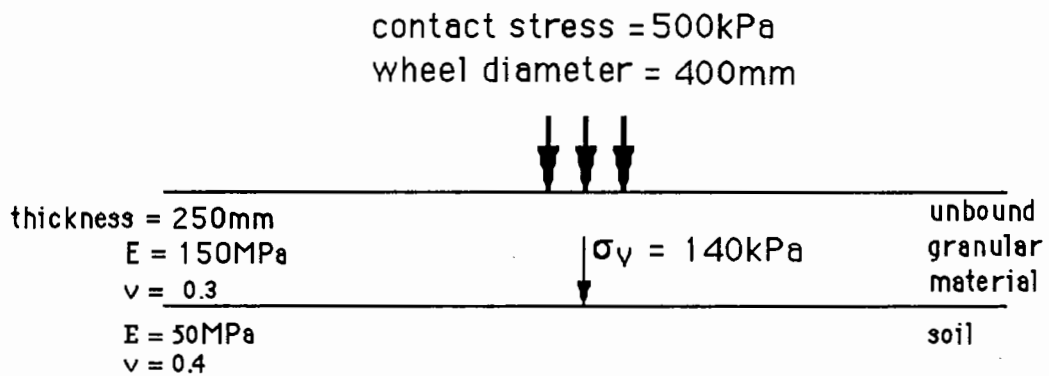 contact stress =500kPa
wheel diameter = 400mm
thickness = 250mm
E = 150MPa
ν = 0.3
σv = 140kPa
unbound
granular
material
E = 50MPa
ν = 0.4
soil